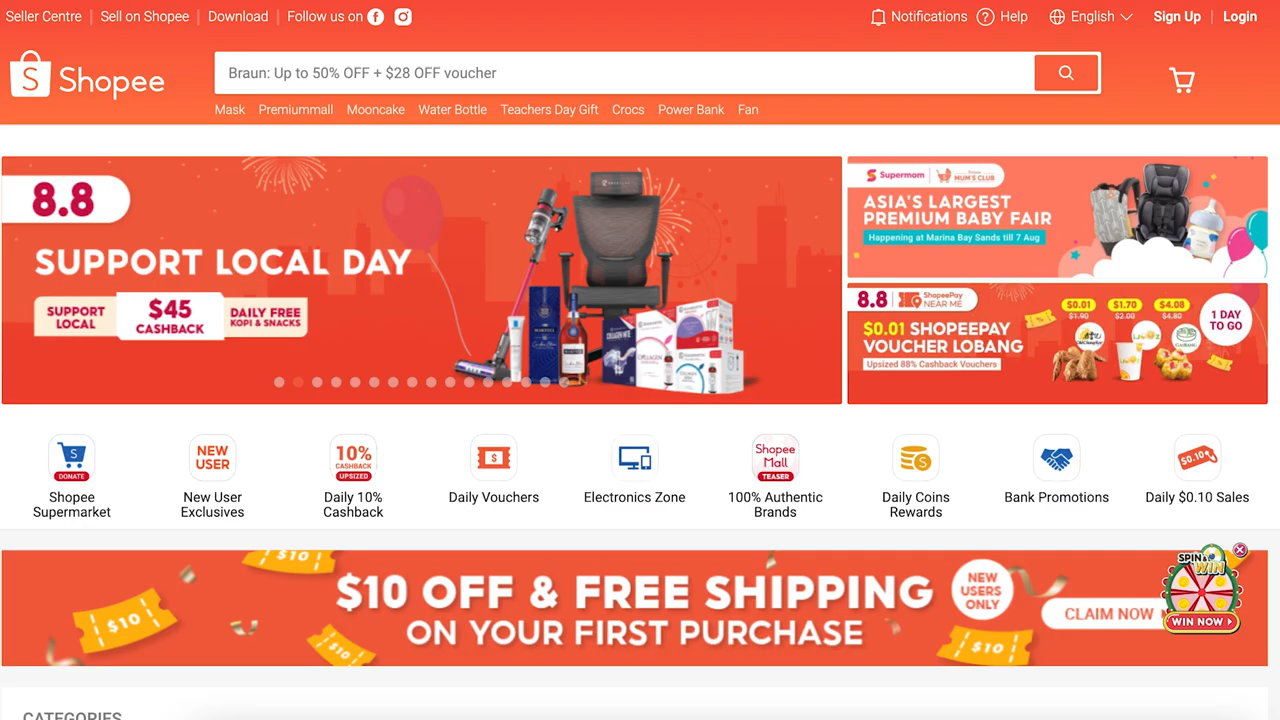 Seller Centre | Sell on Shopee | Download | Follow us on
Notifications Help English Sign Up | Login
Shopee
Braun: Up to 50% OFF + $28 OFF voucher
Mask Premiummall Mooncake Water Bottle Teachers Day Gift Crocs Power Bank Fan
8.8
SUPPORT LOCAL DAY
SUPPORT LOCAL
$45 CASHBACK
DAILY FREE KOPI & SNACKS
MARTELL
COLLAGEN
Supermom | Shopee MUM'S CLUB
ASIA'S LARGEST
PREMIUM BABY FAIR
Happening at Marina Bay Sands till 7 Aug
8.8 | ShopeePay NEAR ME
$0.01 SHOPEEPAY
VOUCHER LOBANG
Upsized 88% Cashback Vouchers
$0.01 $1.70 $4.08
$1.90 $2.00 $4.80
1 DAY
TO GO
DONATE
Shopee
Supermarket
NEW
USER
New User
Exclusives
10%
CASHBACK
UPSIZED
Daily 10%
Cashback
Daily Vouchers
Electronics Zone
Shopee
Mall
TEASER
100% Authentic
Brands
Daily Coins
Rewards
Bank Promotions
$0.10
Daily $0.10 Sales
$10
$10
$10
$10
$10 OFF & FREE SHIPPING
ON YOUR FIRST PURCHASE
NEW
USERS
ONLY
CLAIM NOW
SPIN &
WIN
WIN NOW
CATEGORIES